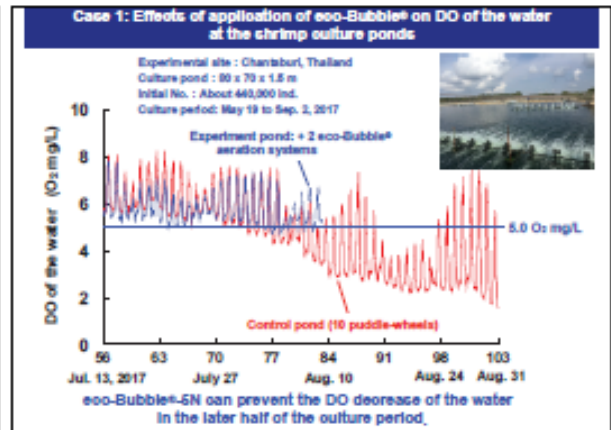 Case 1: Effects of application of eco-Bubble® on DO of the water
at the shrimp culture ponds
Experimental site : Chantaburi, Thailand
Culture pond : 80 x 70 x 1.5 m
Initial No. : About 440,000 ind.
Culture period: May 19 to Sep. 2, 2017
Experiment pond: + 2 eco-Bubble®
aeration systems
DO of the water (O₂ mg/L)
10
8
6
4
2
0
5.0 O₂ mg/L
Control pond (10 puddle-wheels)
56 63 70 77 84 91 98 103
Jul. 13, 2017 July 27 Aug. 10 Aug. 24 Aug. 31
eco-Bubble®-5N can prevent the DO decrease of the water
in the later half of the culture period.